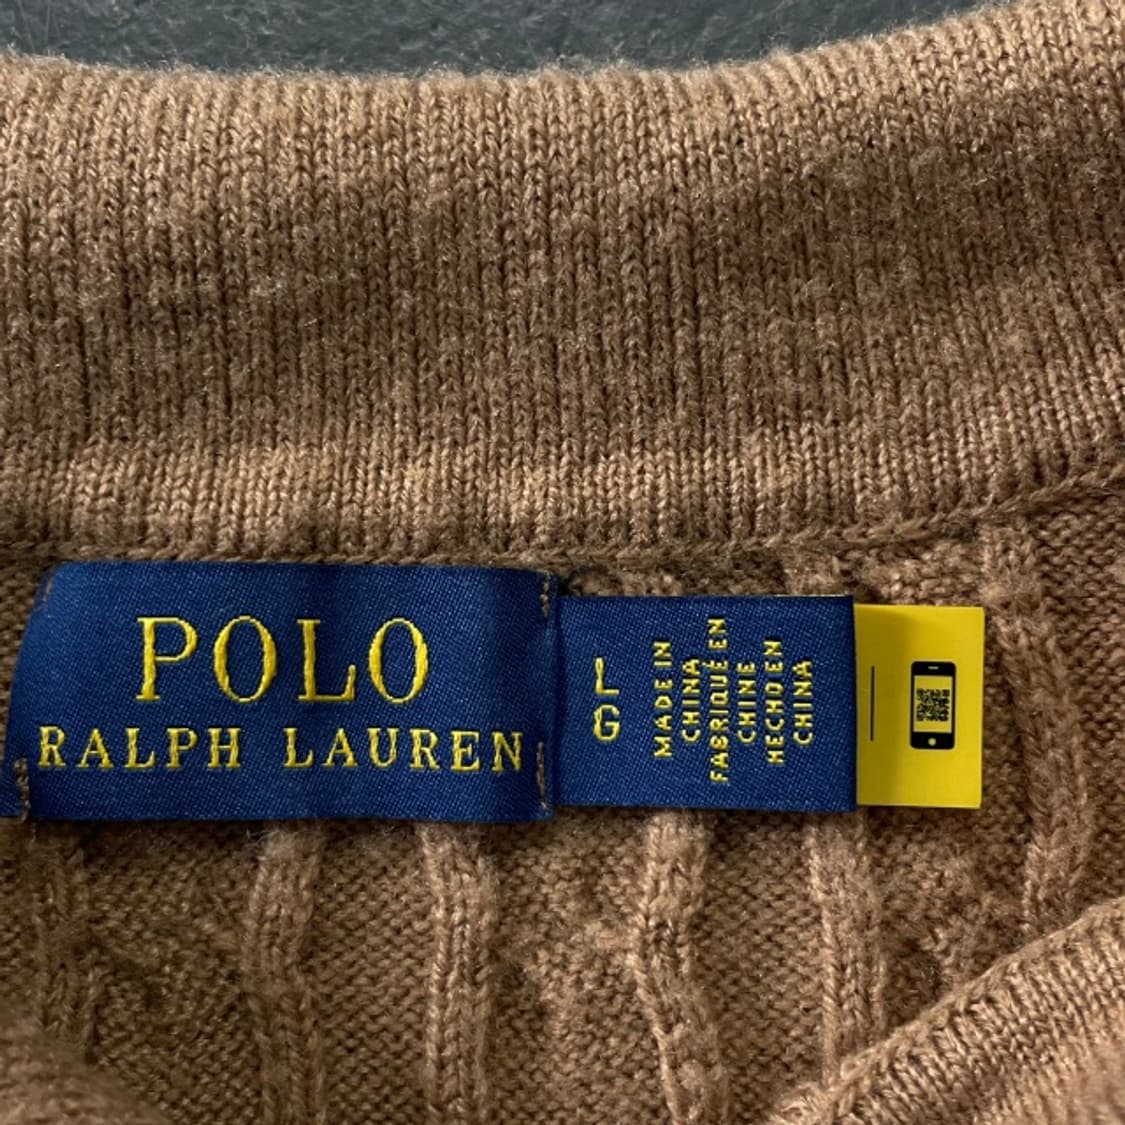 POLO
RALPH LAUREN
L
G
MADE IN
CHINA
FABRIQUÉ EN
CHINE
HECHO EN
CHINA